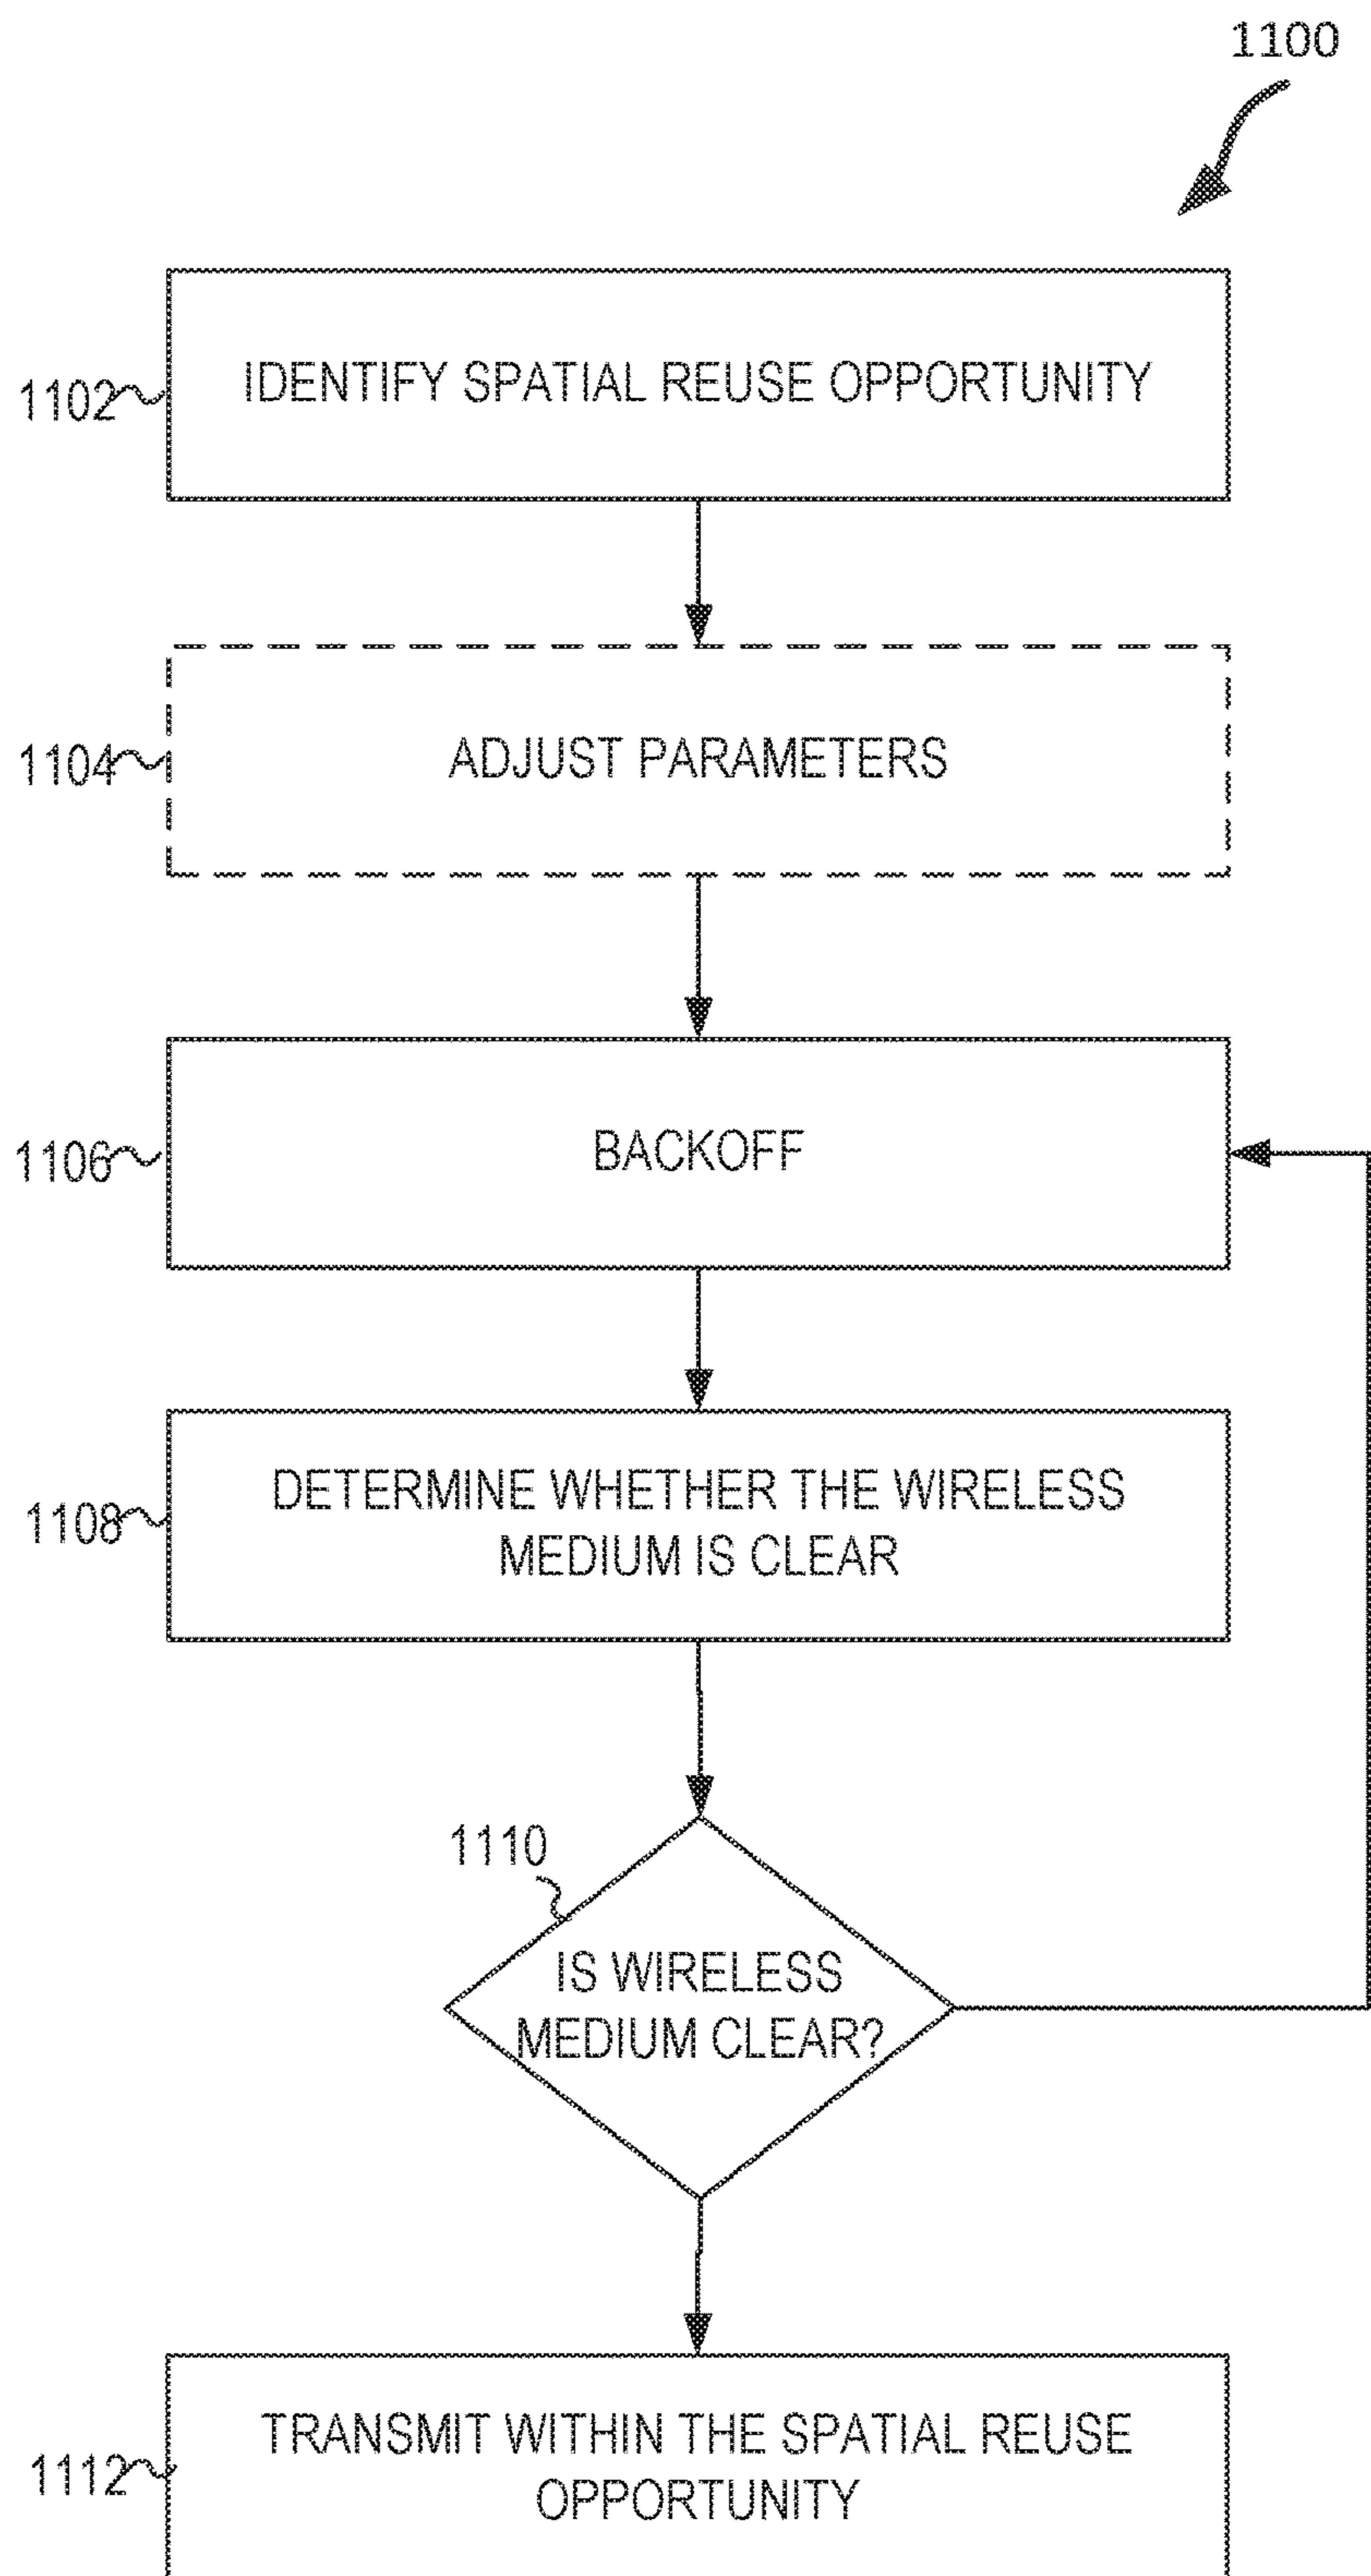 1100
1102
IDENTIFY SPATIAL REUSE OPPORTUNITY
1104
ADJUST PARAMETERS
1106
BACKOFF
1108
DETERMINE WHETHER THE WIRELESS
MEDIUM IS CLEAR
1110
IS WIRELESS
MEDIUM CLEAR?
1112
TRANSMIT WITHIN THE SPATIAL REUSE
OPPORTUNITY